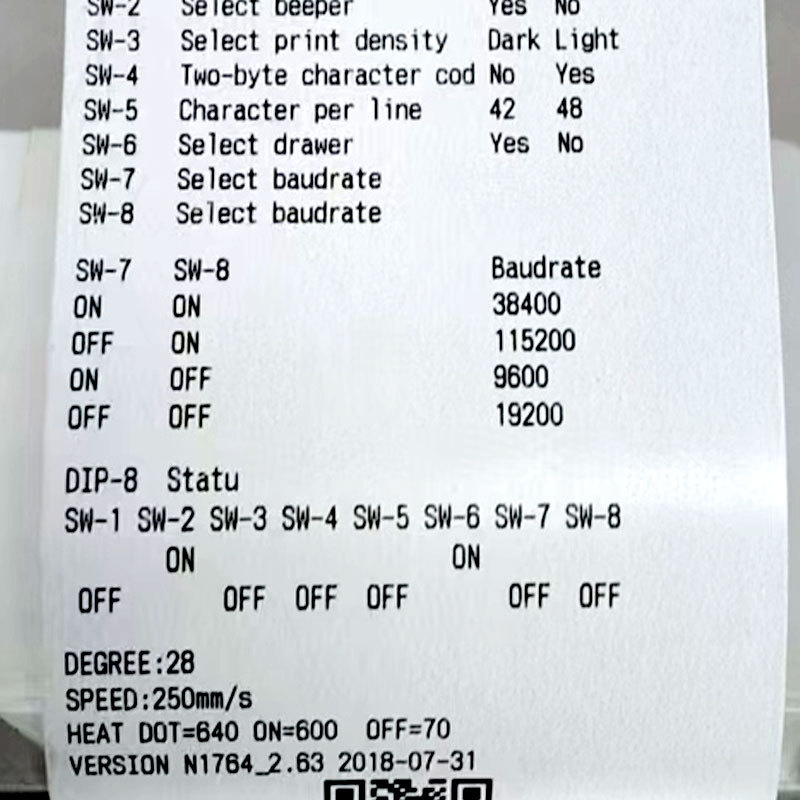 SW-2 Select beeper Yes No
SW-3 Select print density Dark Light
SW-4 Two-byte character cod No Yes
SW-5 Character per line 42 48
SW-6 Select drawer Yes No
SW-7 Select baudrate
SW-8 Select baudrate
SW-7 SW-8 Baudrate
ON ON 38400
OFF ON 115200
ON OFF 9600
OFF OFF 19200
DIP-8 Statu
SW-1 SW-2 SW-3 SW-4 SW-5 SW-6 SW-7 SW-8
ON ON
OFF OFF OFF OFF OFF OFF
DEGREE:28
SPEED:250mm/s
HEAT DOT=640 ON=600 OFF=70
VERSION N1764_2.63 2018-07-31